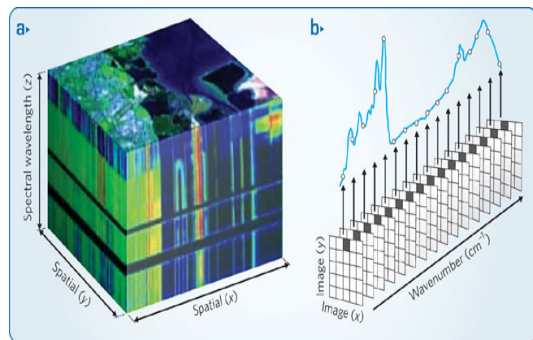 a▸
Spectral wavelength (z)
Spatial (y)
Spatial (x)
b▸
Image (y)
Image (x)
Wavenumber (cm⁻¹)